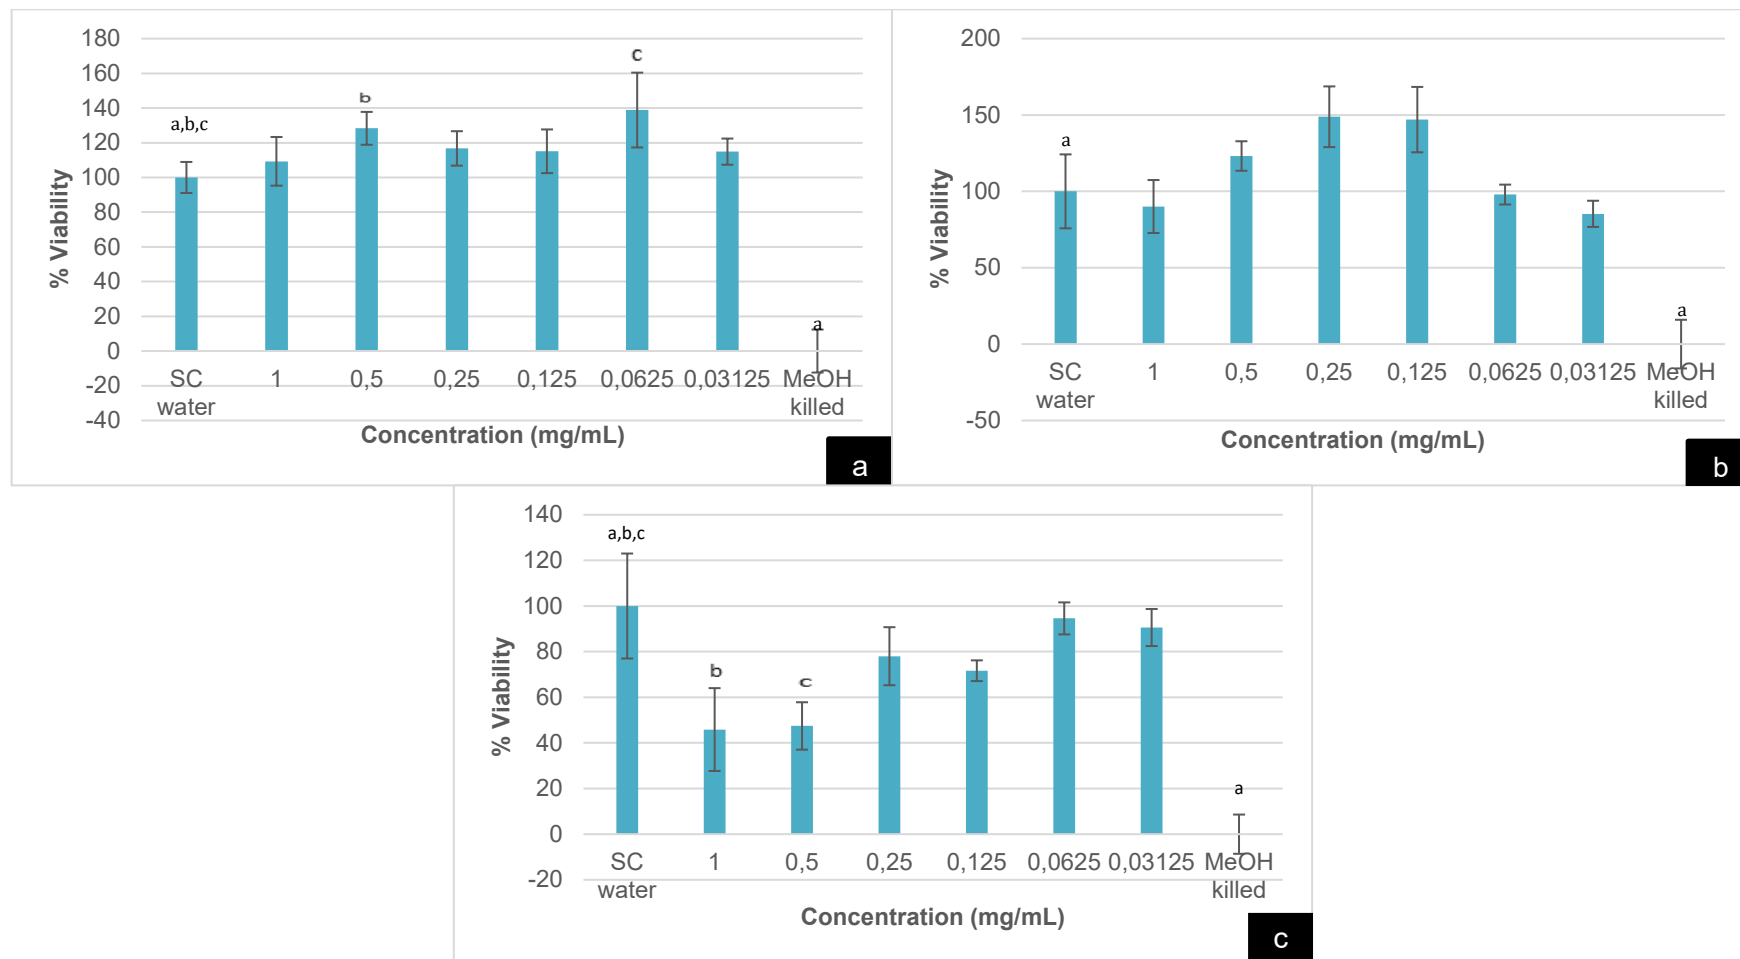 180
160
140
120
100
80
60
40
20
0
-20
-40
% Viability
a,b,c
b
c
a
SC water
1
0,5
0,25
0,125
0,0625
0,03125
MeOH killed
Concentration (mg/mL)
a
200
150
100
50
0
-50
% Viability
a
a
SC water
1
0,5
0,25
0,125
0,0625
0,03125
MeOH killed
Concentration (mg/mL)
b
140
120
100
80
60
40
20
0
-20
% Viability
a,b,c
b
c
a
SC water
1
0,5
0,25
0,125
0,0625
0,03125
MeOH killed
Concentration (mg/mL)
c